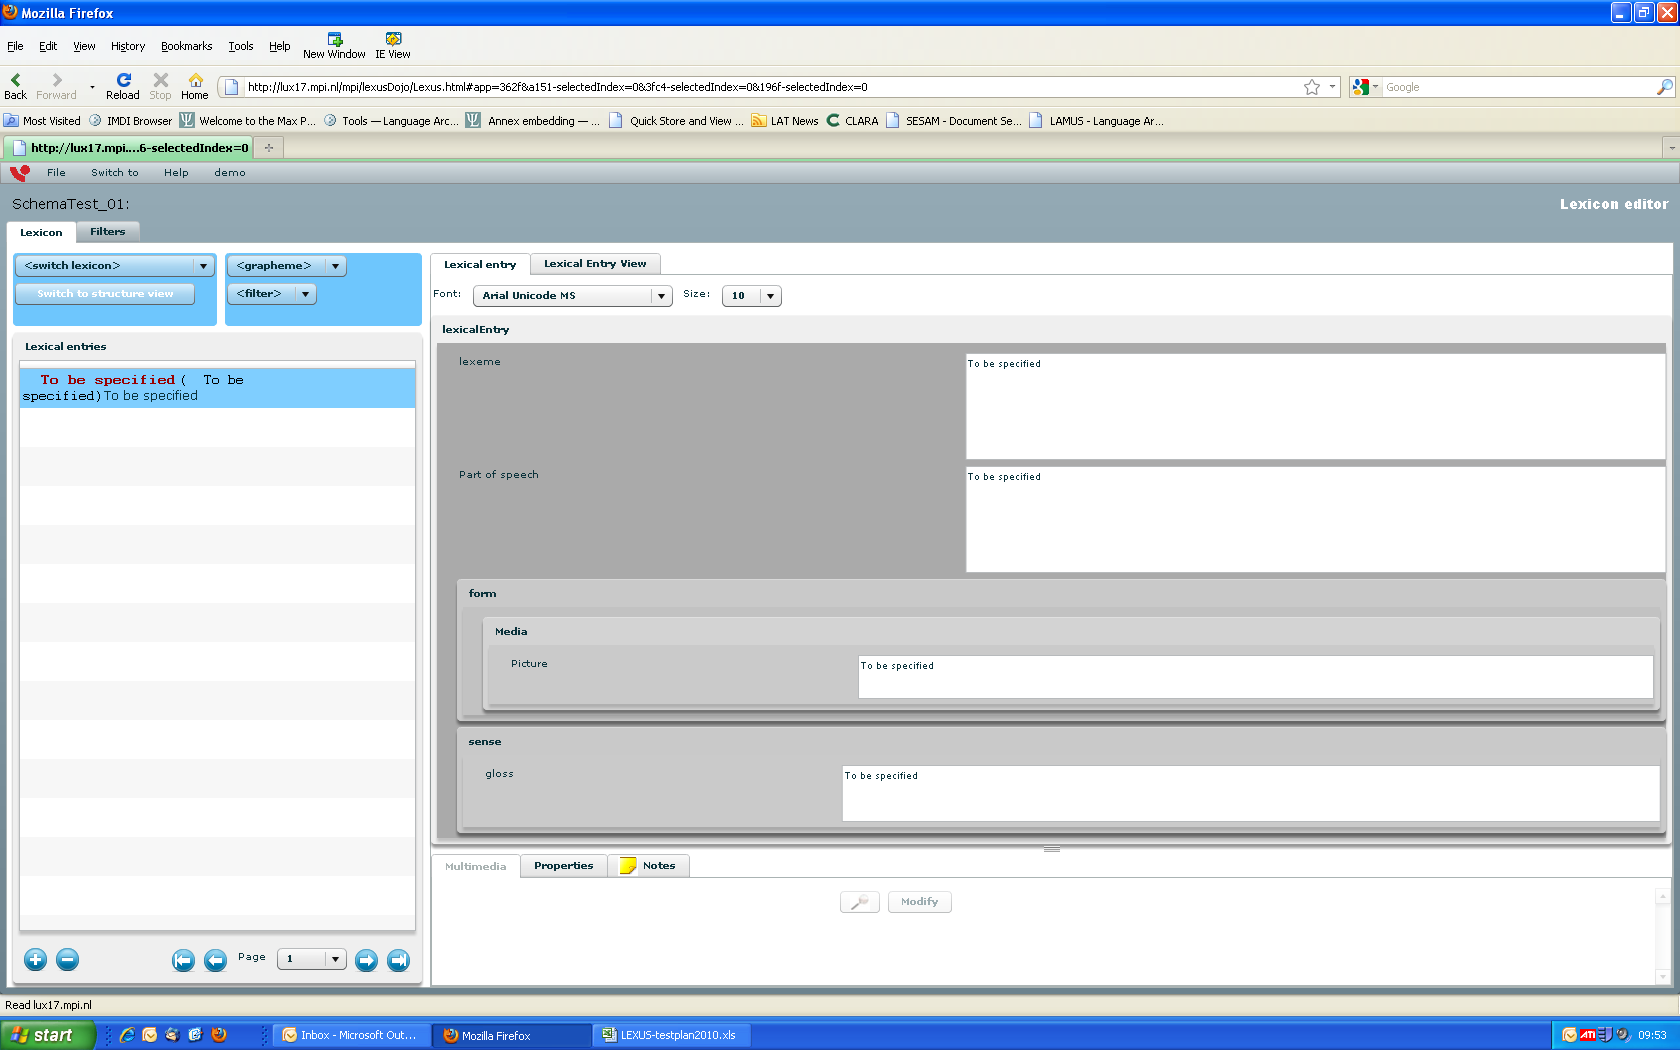 Mozilla Firefox
File Edit View History Bookmarks Tools Help New Window IE View
Back Forward Reload Stop Home http://lux17.mpi.nl/mpi/lexusDojo/Lexus.html#app=362f&a151-selectedIndex=0&3fc4-selectedIndex=0&196f-selectedIndex=0 Google
Most Visited IMDI Browser Welcome to the Max P... Tools — Language Arc... Annex embedding — ... Quick Store and View ... LAT News CLARA SESAM - Document Se... LAMUS - Language Ar...
http://lux17.mpi....6-selectedIndex=0
File Switch to Help demo
SchemaTest_01: Lexicon editor
Lexicon Filters
<switch lexicon> <grapheme>
Switch to structure view <filter>
Lexical entries
To be specified ( To be
specified)To be specified
Page 1
Lexical entry Lexical Entry View
Font: Arial Unicode MS Size: 10
lexicalEntry
lexeme To be specified
Part of speech To be specified
form
Media
Picture To be specified
sense
gloss To be specified
Multimedia Properties Notes
Modify
Read lux17.mpi.nl
start Inbox - Microsoft Out... Mozilla Firefox LEXUS-testplan2010.xls ATI 09:53